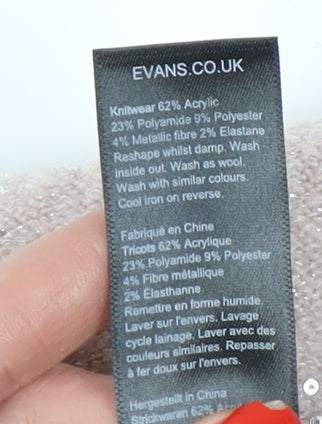 EVANS.CO.UK
Knitwear 62% Acrylic
23% Polyamide 9% Polyester
4% Metallic fibre 2% Elastane
Reshape whilst damp. Wash
inside out. Wash as wool.
Wash with similar colours.
Cool iron on reverse.
Fabriqué en Chine
Tricots 62% Acrylique
23% Polyamide 9% Polyester
4% Fibre métallique
2% Élasthanne
Remettre en forme humide.
Laver sur l'envers. Lavage
cycle lainage. Laver avec des
couleurs similaires. Repasser
à fer doux sur l'envers.
Hergestellt in China
Strickwaren 62%